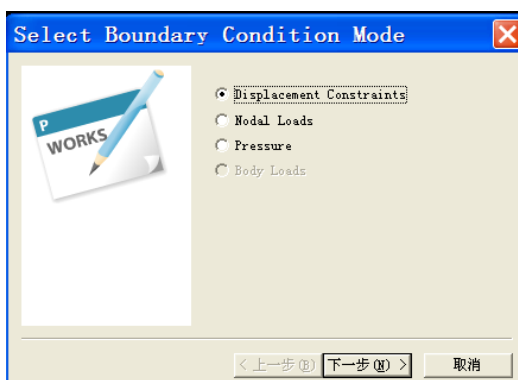 Select Boundary Condition Mode
P
WORKS
Displacement Constraints
Nodal Loads
Pressure
Body Loads
< 上一步(B) 下一步(N) > 取消